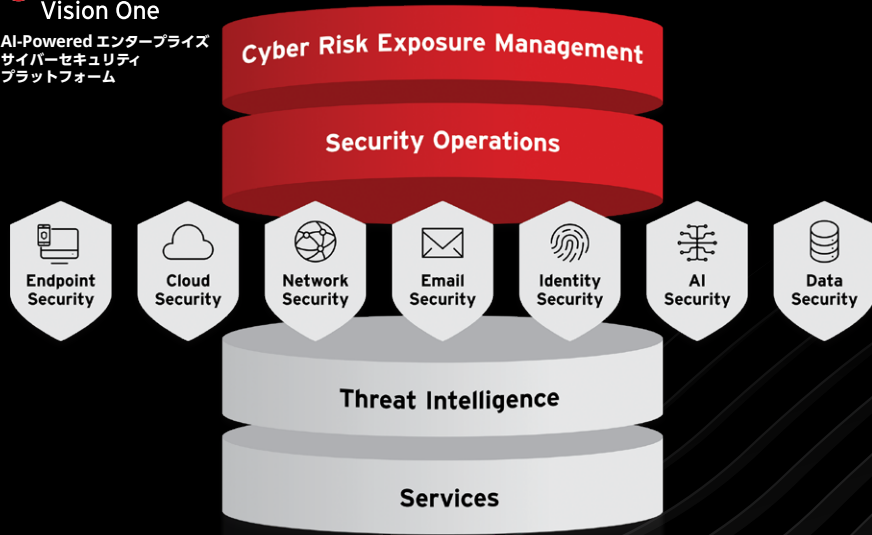 Vision One
AI-Powered エンタープライズ
サイバーセキュリティ
プラットフォーム
Cyber Risk Exposure Management
Security Operations
Endpoint
Security
Cloud
Security
Network
Security
Email
Security
Identity
Security
AI
Security
Data
Security
Threat Intelligence
Services